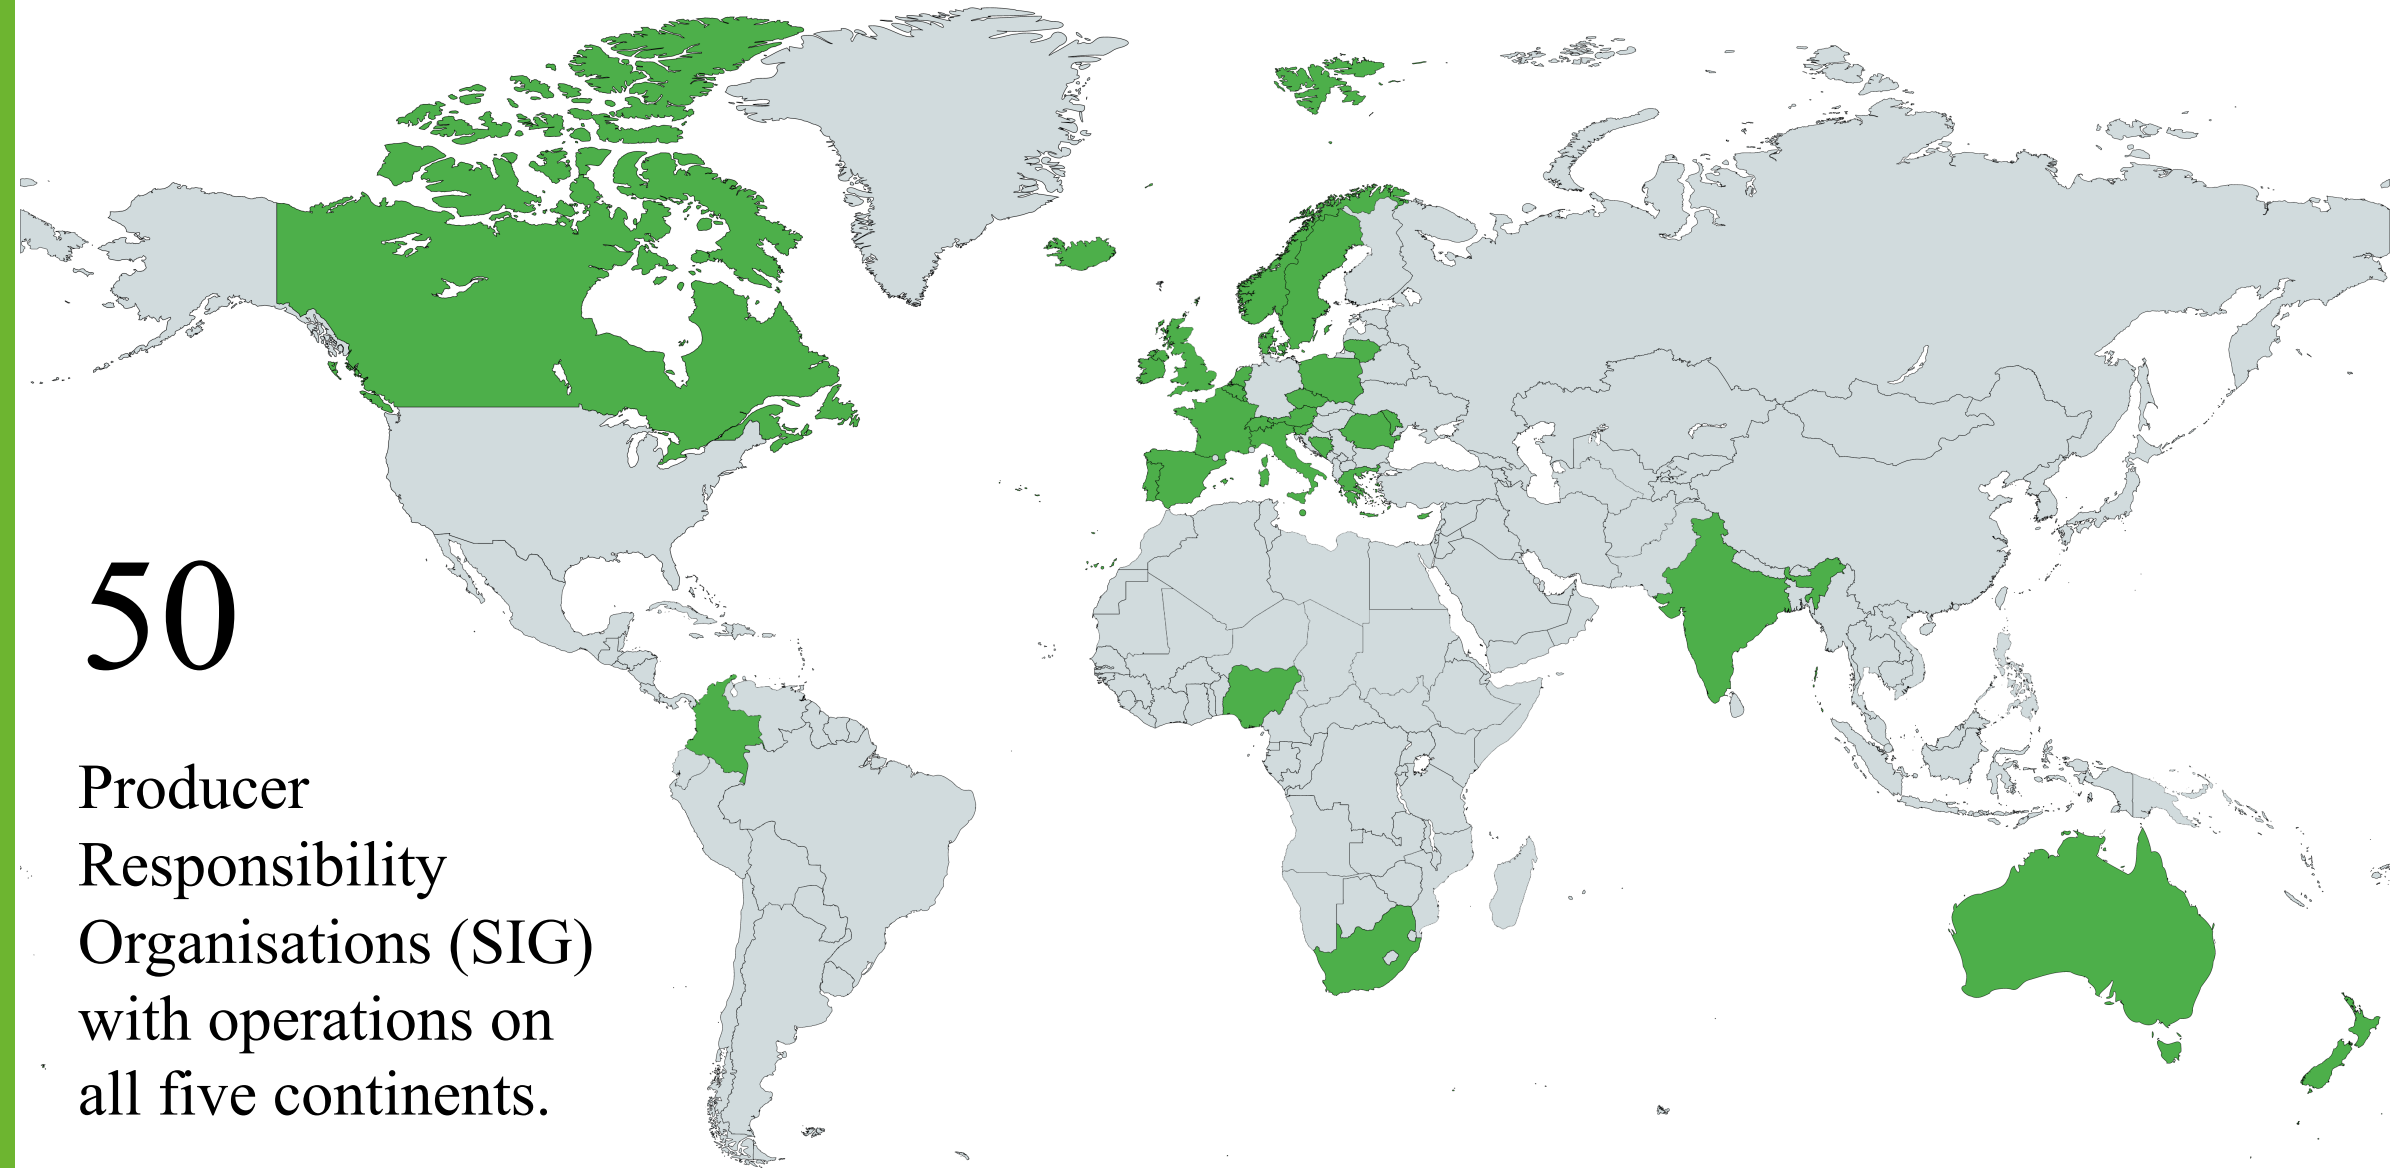 50
Producer
Responsibility
Organisations (SIG)
with operations on
all five continents.